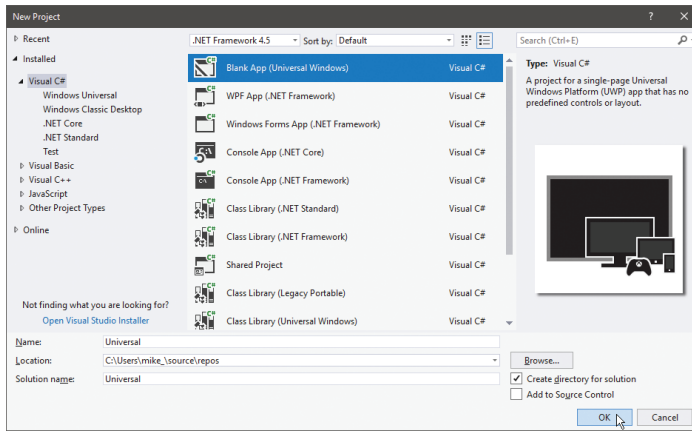 New Project
? ×
Recent
.NET Framework 4.5
Sort by: Default
Search (Ctrl+E)
Installed
Visual C#
Windows Universal
Windows Classic Desktop
.NET Core
.NET Standard
Test
Visual Basic
Visual C++
JavaScript
Other Project Types
Online
Not finding what you are looking for?
Open Visual Studio Installer
Blank App (Universal Windows) Visual C#
WPF App (.NET Framework) Visual C#
Windows Forms App (.NET Framework) Visual C#
Console App (.NET Core) Visual C#
Console App (.NET Framework) Visual C#
Class Library (.NET Standard) Visual C#
Class Library (.NET Framework) Visual C#
Shared Project Visual C#
Class Library (Legacy Portable) Visual C#
Class Library (Universal Windows) Visual C#
Type: Visual C#
A project for a single-page Universal
Windows Platform (UWP) app that has no
predefined controls or layout.
Name: Universal
Location: C:\Users\mike_\source\repos
Browse...
Solution name: Universal
Create directory for solution
Add to Source Control
OK
Cancel